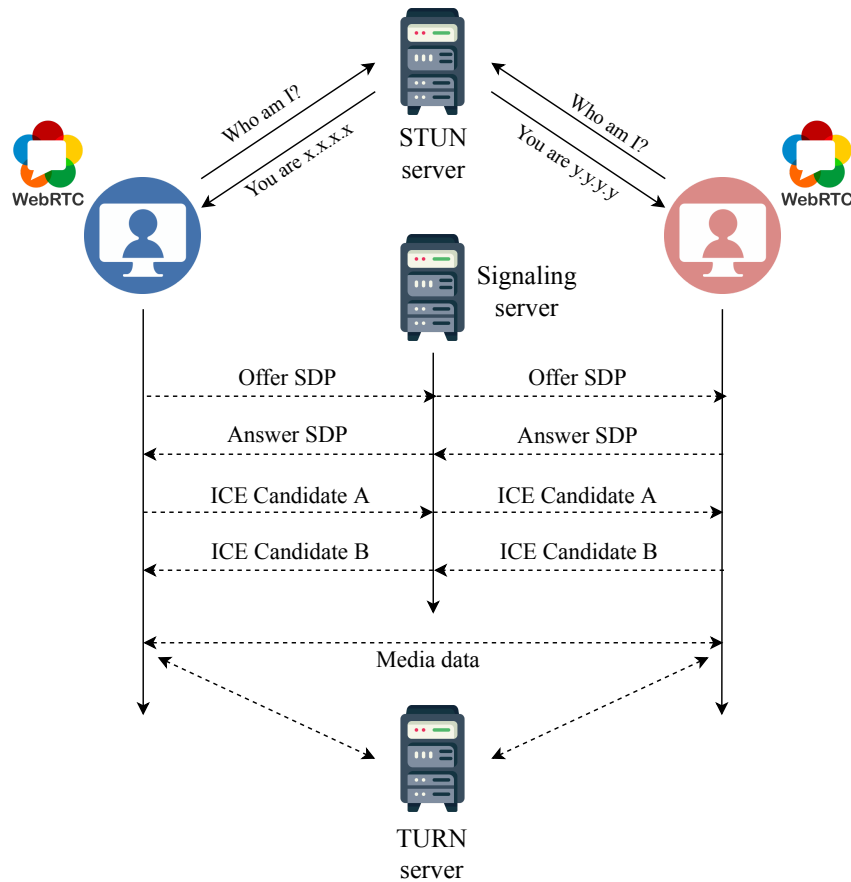 Who am I?
You are x.x.x.x
STUN
server
Who am I?
You are y.y.y.y
WebRTC
WebRTC
Signaling
server
Offer SDP
Offer SDP
Answer SDP
Answer SDP
ICE Candidate A
ICE Candidate A
ICE Candidate B
ICE Candidate B
Media data
TURN
server